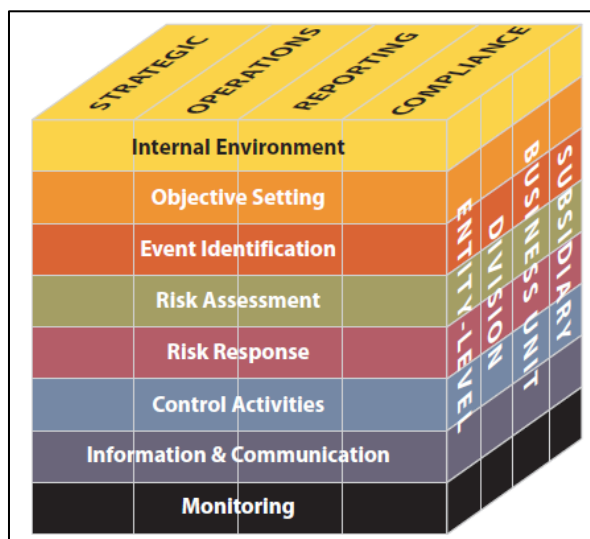 STRATEGIC
OPERATIONS
REPORTING
COMPLIANCE
Internal Environment
Objective Setting
Event Identification
Risk Assessment
Risk Response
Control Activities
Information & Communication
Monitoring
ENTITY-LEVEL
DIVISION
BUSINESS UNIT
SUBSIDIARY